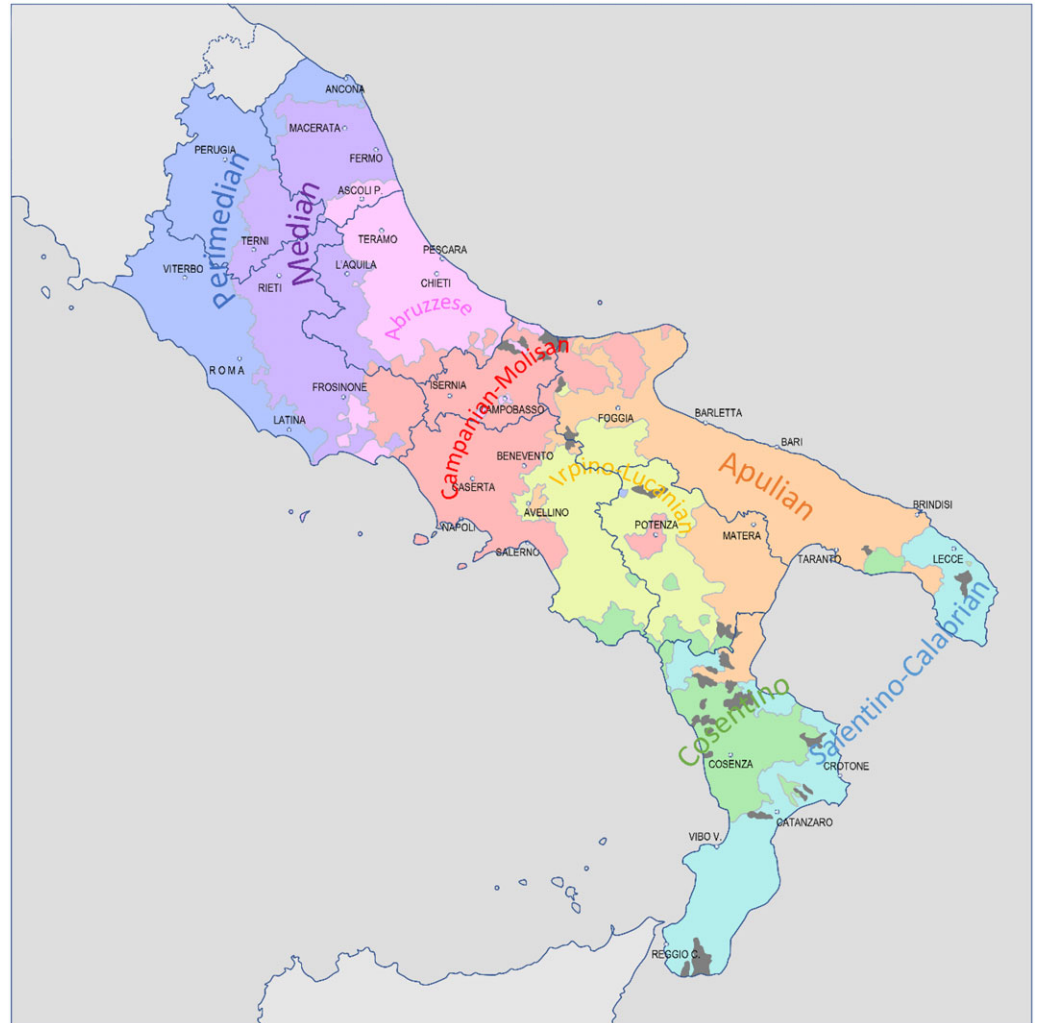 ANCONA
MACERATA
PERUGIA
FERMO
Perimedian
Median
ASCOLI P.
TERNI
TERAMO
PESCARA
VITERBO
L'AQUILA
RIETI
CHIETI
Abruzzese
ROMA
Campanian-Molisan
ISERNIA
FROSINONE
CAMPOBASSO
LATINA
FOGGIA
BARLETTA
BARI
BENEVENTO
Irpino-Lucanian
Apulian
CASERTA
AVELLINO
BRINDISI
NAPOLI
POTENZA
MATERA
SALERNO
TARANTO
LECCE
Salentino-Calabrian
Cosentino
COSENZA
CROTONE
CATANZARO
VIBO V.
REGGIO C.